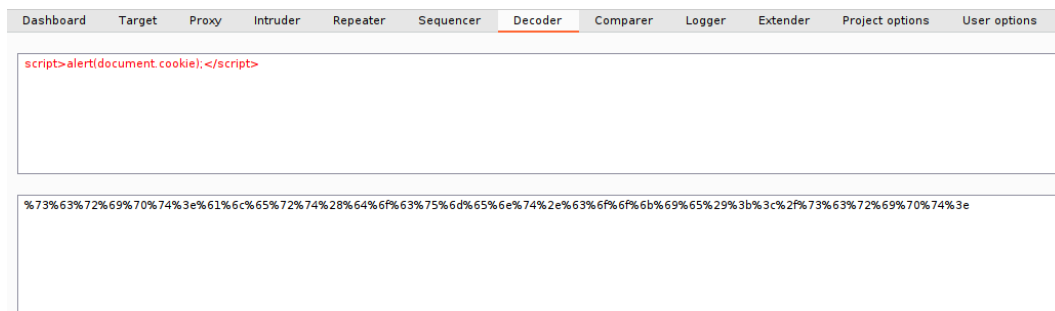 Dashboard Target Proxy Intruder Repeater Sequencer Decoder Comparer Logger Extender Project options User options
script>alert(document.cookie);</script>
%73%63%72%69%70%74%3e%61%6c%65%72%74%28%64%6f%63%75%6d%65%6e%74%2e%63%6f%6f%6b%69%65%29%3b%3c%2f%73%63%72%69%70%74%3e